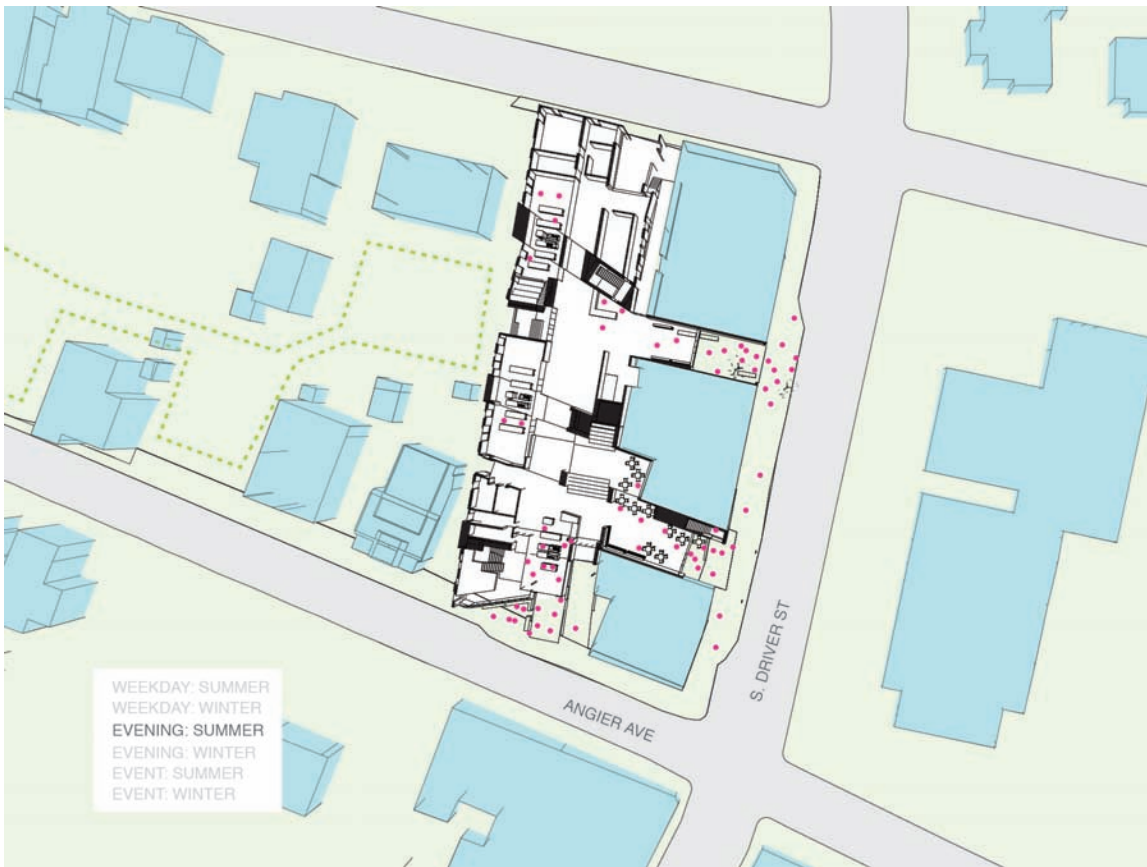 S. DRIVER ST
ANGIER AVE
WEEKDAY: SUMMER
WEEKDAY: WINTER
EVENING: SUMMER
EVENING: WINTER
EVENT: SUMMER
EVENT: WINTER